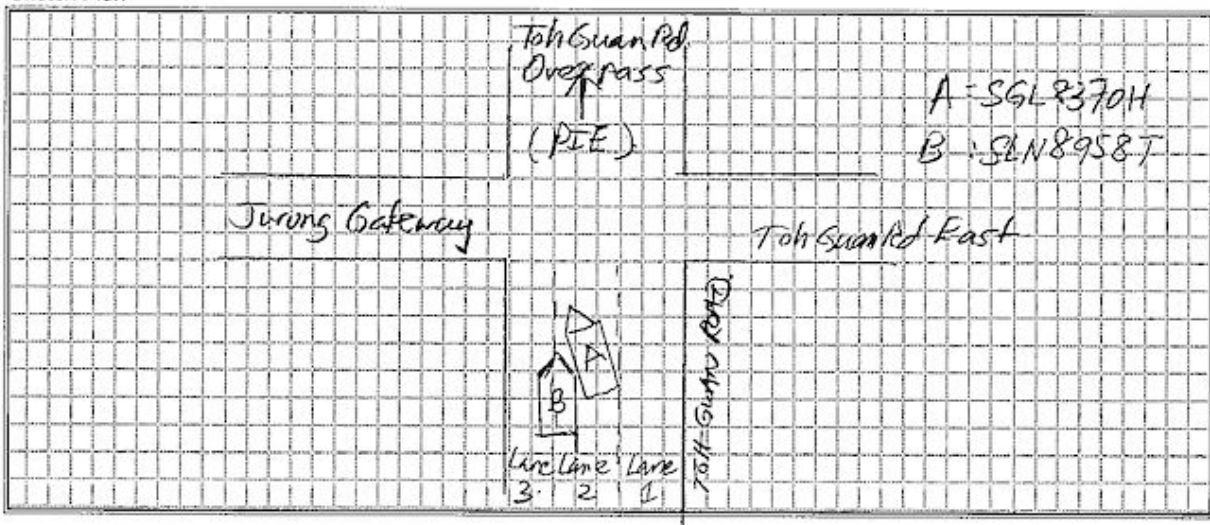 Toh Guan Rd
Overpass
(PIE)
A = SGL8370H
B : SLN8958T
Jurong Gateway
Toh Guan Rd East
TOH-GUAN ROAD
A
B
Lane Lane Lane
3. 2 1